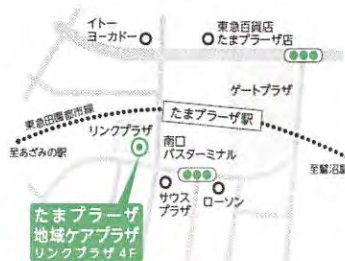 イトー
ヨーカドー
東急百貨店
たまプラーザ店
ゲートプラザ
東急田園都市線
たまプラーザ駅
リンクプラザ
南口
バスターミナル
至あざみの駅
至鷺沼駅
サウス
プラザ
ローソン
たまプラーザ
地域ケアプラザ
リンクプラザ 4F